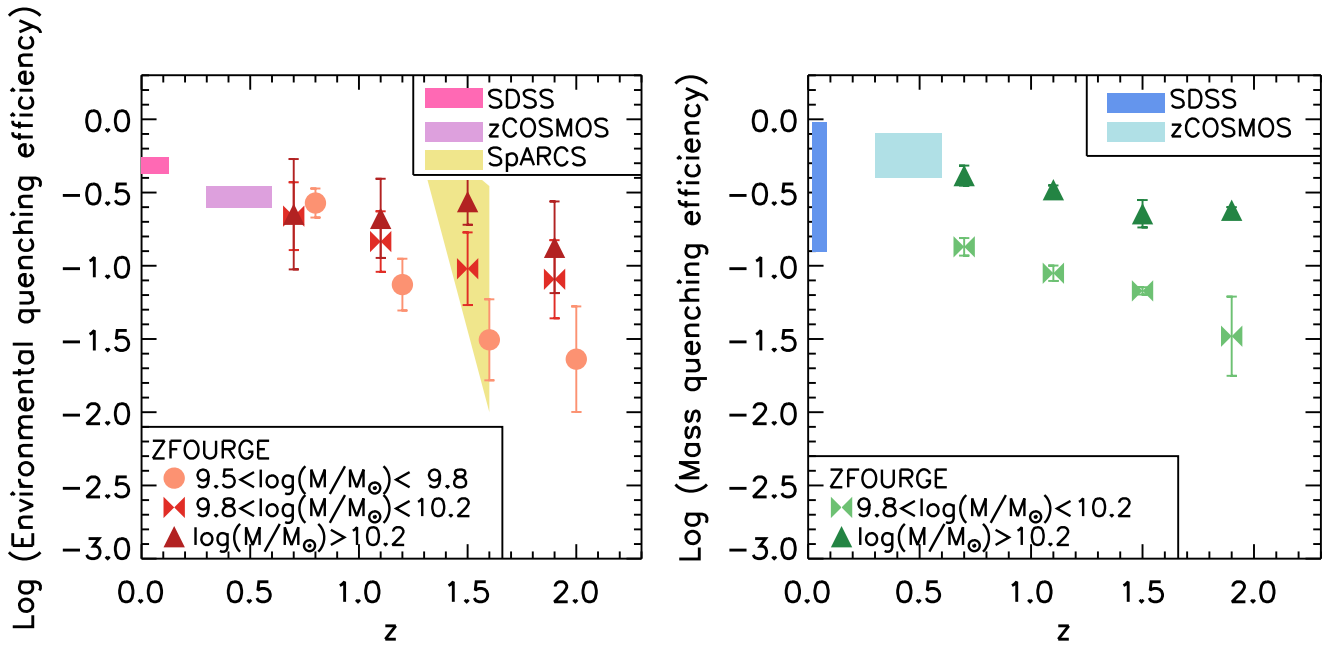 Log (Environmental quenching efficiency)
SDSS
zCOSMOS
SpARCS
0.0
−0.5
−1.0
−1.5
−2.0
−2.5
−3.0
ZFOURGE
9.5<log(M/M⊙)< 9.8
9.8<log(M/M⊙)<10.2
log(M/M⊙)>10.2
0.0 0.5 1.0 1.5 2.0
z
Log (Mass quenching efficiency)
SDSS
zCOSMOS
0.0
−0.5
−1.0
−1.5
−2.0
−2.5
−3.0
ZFOURGE
9.8<log(M/M⊙)<10.2
log(M/M⊙)>10.2
0.0 0.5 1.0 1.5 2.0
z